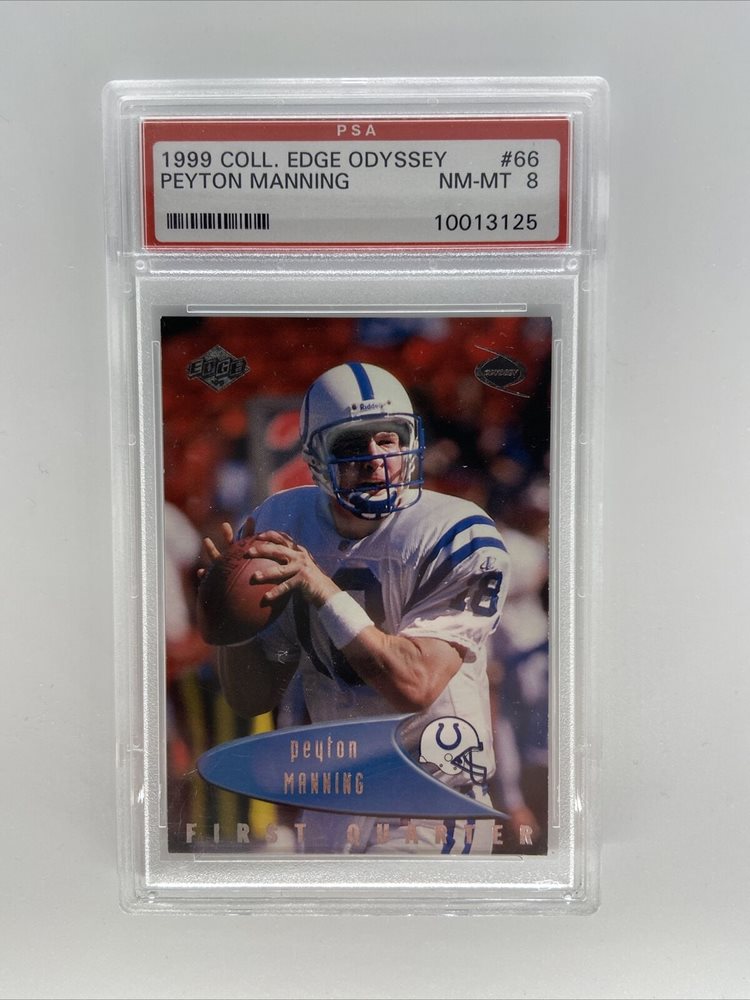 PSA
1999 COLL. EDGE ODYSSEY #66
PEYTON MANNING NM-MT 8
10013125
EDGE
ODYSSEY
Riddell
18
peyton
MANNING
FIRST QUARTER